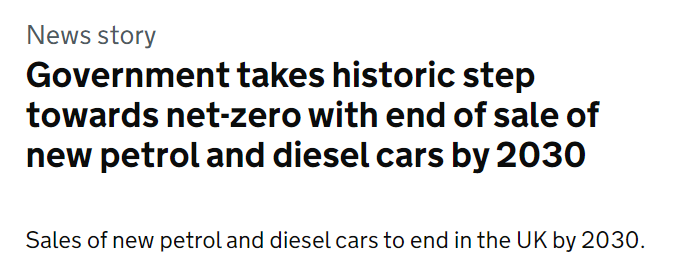 News story
Government takes historic step
towards net-zero with end of sale of
new petrol and diesel cars by 2030
Sales of new petrol and diesel cars to end in the UK by 2030.